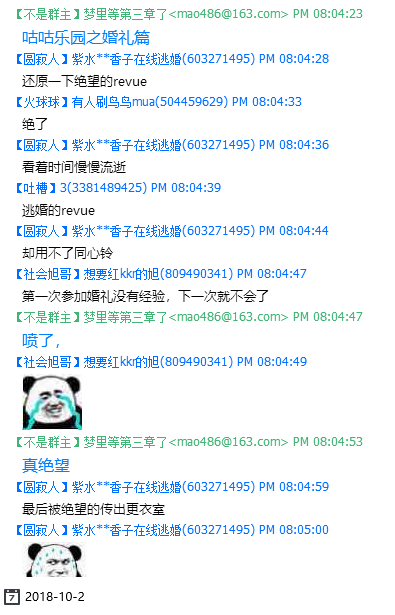 【不是群主】梦里等第三章了<mao486@163.com> PM 08:04:23
咕咕乐园之婚礼篇
【圆寂人】紫水**香子在线逃婚(603271495) PM 08:04:28
还原一下绝望的revue
【火球球】有人刷鸟鸟mua(504459629) PM 08:04:33
绝了
【圆寂人】紫水**香子在线逃婚(603271495) PM 08:04:36
看着时间慢慢流逝
【吐槽】3(3381489425) PM 08:04:39
逃婚的revue
【圆寂人】紫水**香子在线逃婚(603271495) PM 08:04:44
却用不了同心铃
【社会旭哥】想要红kkr的旭(809490341) PM 08:04:47
第一次参加婚礼没有经验，下一次就不会了
【不是群主】梦里等第三章了<mao486@163.com> PM 08:04:47
喷了，
【社会旭哥】想要红kkr的旭(809490341) PM 08:04:49
【不是群主】梦里等第三章了<mao486@163.com> PM 08:04:53
真绝望
【圆寂人】紫水**香子在线逃婚(603271495) PM 08:04:59
最后被绝望的传出更衣室
【圆寂人】紫水**香子在线逃婚(603271495) PM 08:05:00
7 2018-10-2